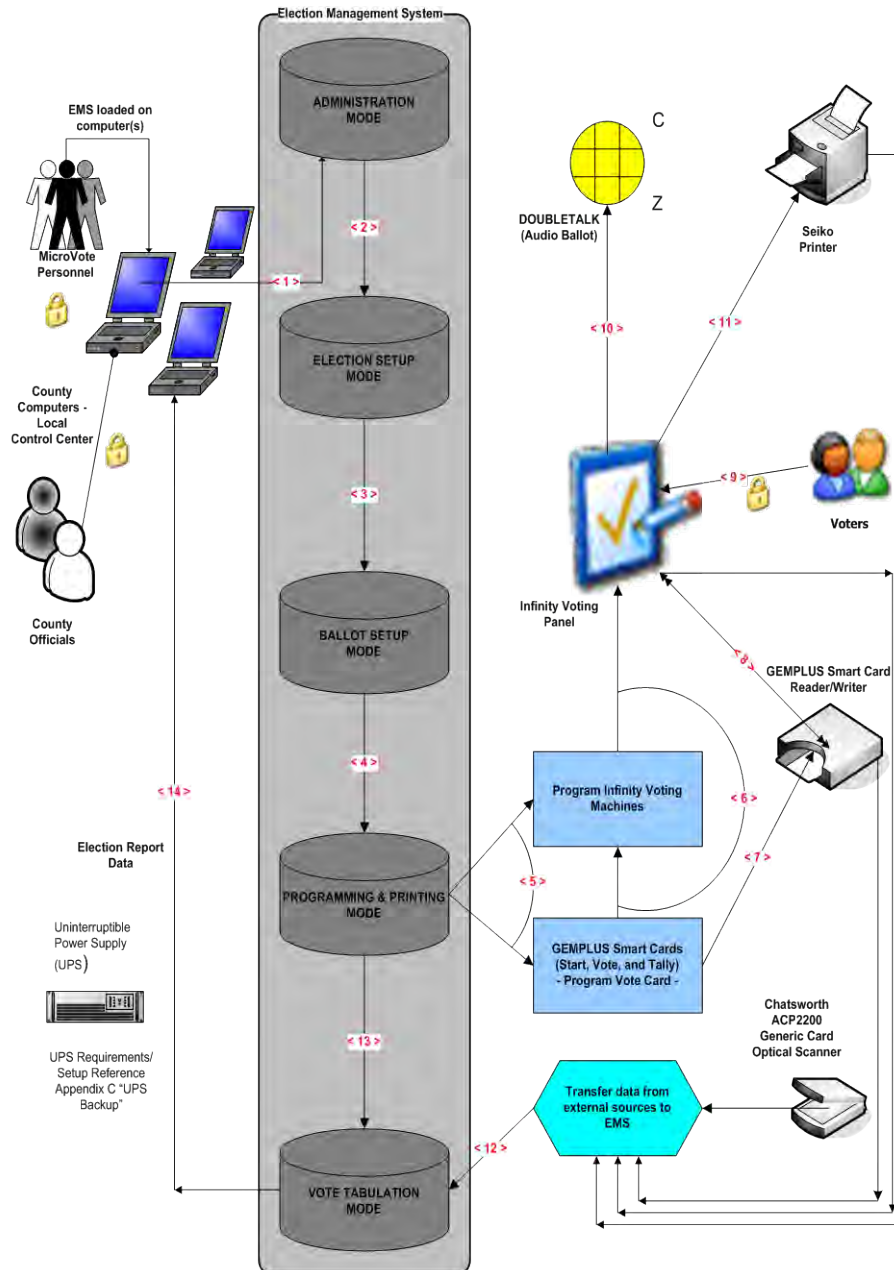 Election Management System
ADMINISTRATION
MODE
EMS loaded on
computer(s)
MicroVote
Personnel
< 1 >
< 2 >
C
Z
DOUBLETALK
(Audio Ballot)
Seiko
Printer
< 10 >
< 11 >
ELECTION SETUP
MODE
County
Computers -
Local
Control Center
County
Officials
< 3 >
< 9 >
Voters
Infinity Voting
Panel
BALLOT SETUP
MODE
< 8 >
GEMPLUS Smart Card
Reader/Writer
< 4 >
< 14 >
Program Infinity Voting
Machines
< 6 >
< 7 >
Election Report
Data
PROGRAMMING & PRINTING
MODE
< 5 >
GEMPLUS Smart Cards
(Start, Vote, and Tally)
- Program Vote Card -
Uninterruptible
Power Supply
(UPS)
UPS Requirements/
Setup Reference
Appendix C "UPS
Backup"
< 13 >
Chatsworth
ACP2200
Generic Card
Optical Scanner
Transfer data from
external sources to
EMS
< 12 >
VOTE TABULATION
MODE